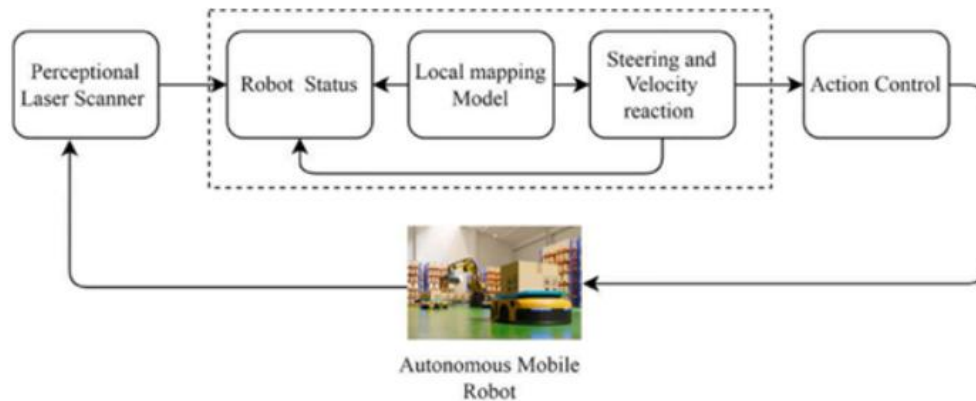 Perceptional
Laser Scanner
Robot Status
Local mapping
Model
Steering and
Velocity
reaction
Action Control
Autonomous Mobile
Robot